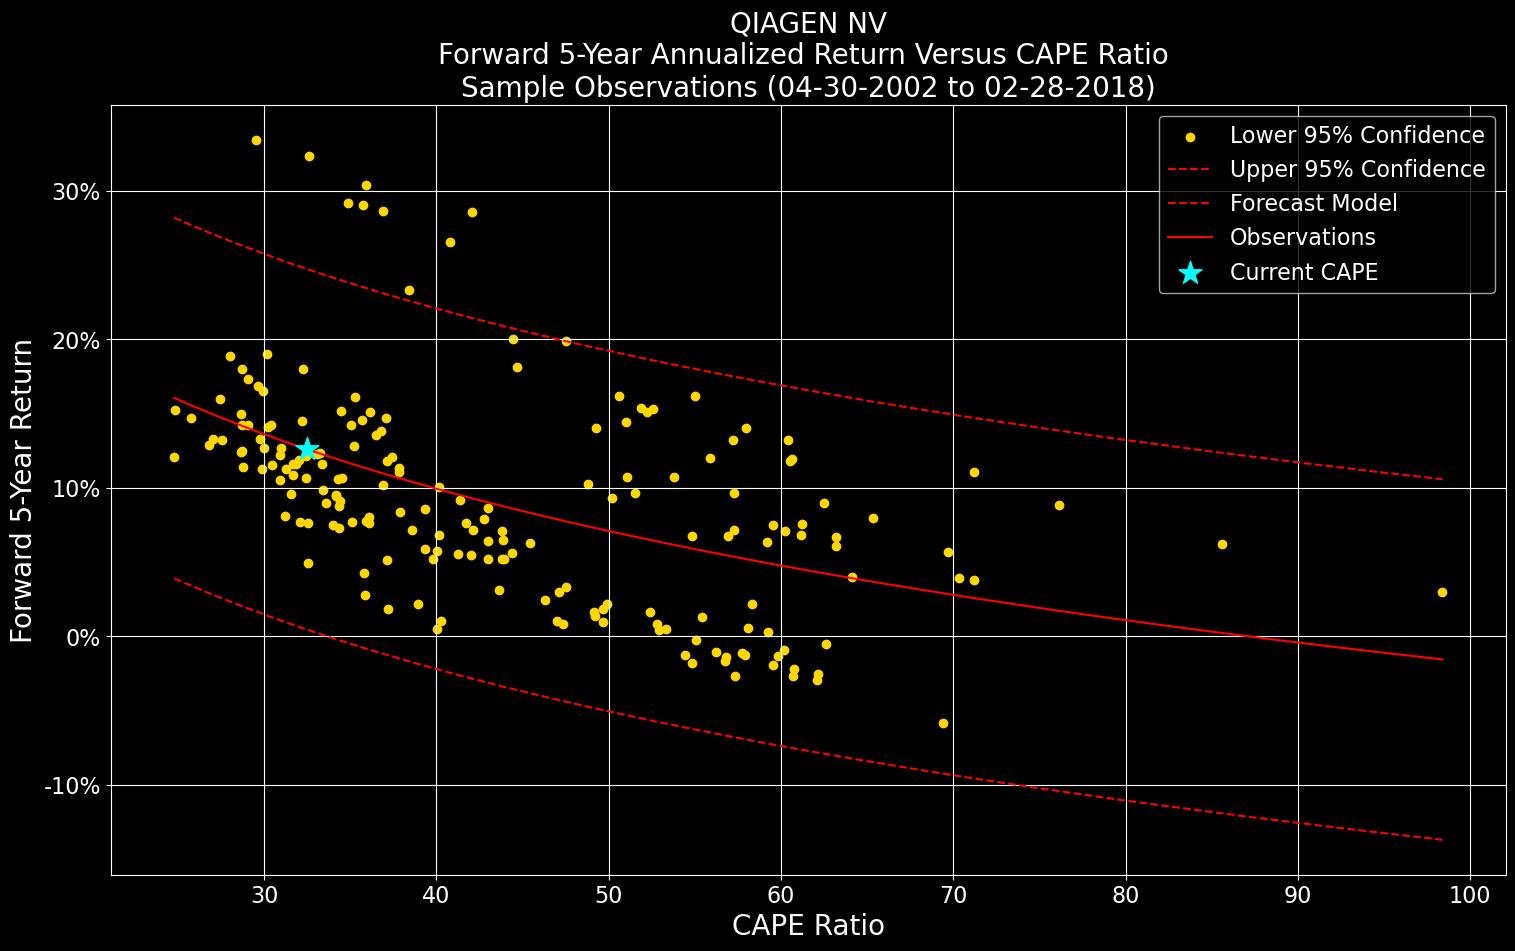 QIAGEN NV
Forward 5-Year Annualized Return Versus CAPE Ratio
Sample Observations (04-30-2002 to 02-28-2018)
Lower 95% Confidence
Upper 95% Confidence
Forecast Model
Observations
Current CAPE
Forward 5-Year Return
30%
20%
10%
0%
-10%
30 40 50 60 70 80 90 100
CAPE Ratio